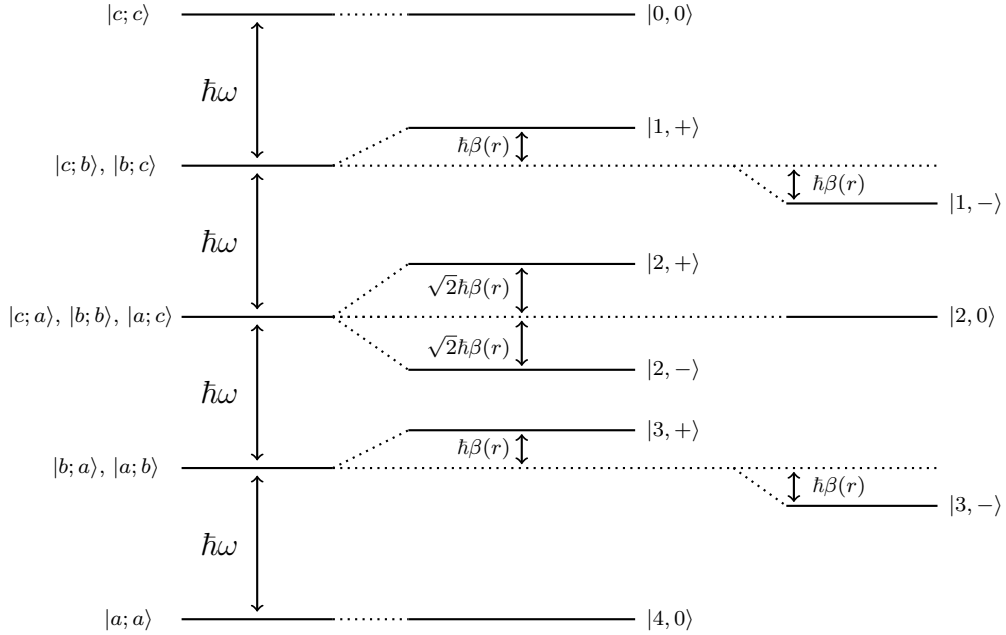 |c; c⟩ |0, 0⟩
ħω
|1, +⟩
ħβ(r)
|c; b⟩, |b; c⟩
ħβ(r)
|1, −⟩
ħω
|2, +⟩
√2ħβ(r)
|c; a⟩, |b; b⟩, |a; c⟩ |2, 0⟩
√2ħβ(r)
|2, −⟩
ħω
|3, +⟩
ħβ(r)
|b; a⟩, |a; b⟩
ħβ(r)
|3, −⟩
ħω
|a; a⟩ |4, 0⟩